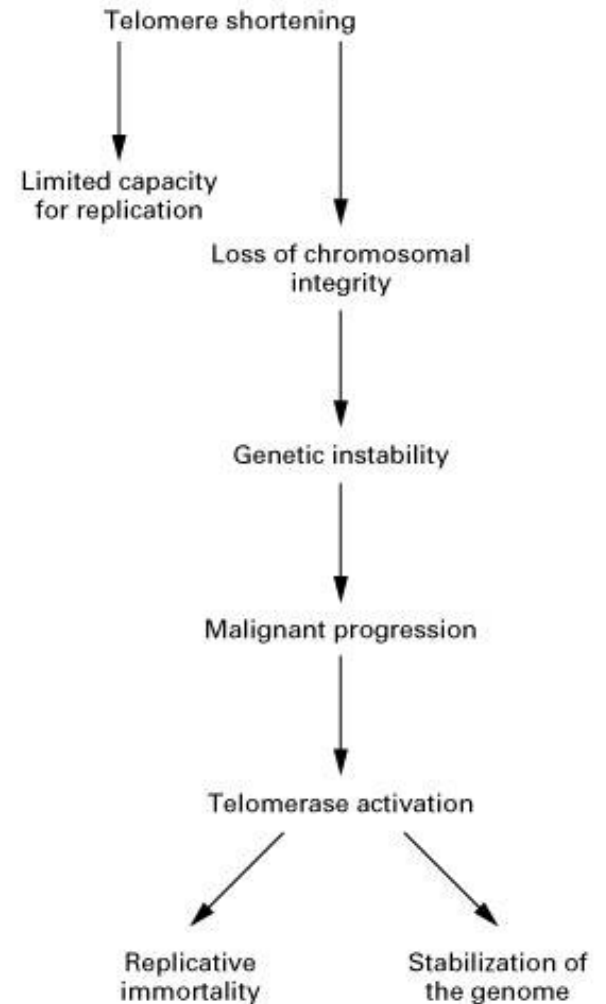 Telomere shortening
Limited capacity
for replication
Loss of chromosomal
integrity
Genetic instability
Malignant progression
Telomerase activation
Replicative
immortality
Stabilization of
the genome